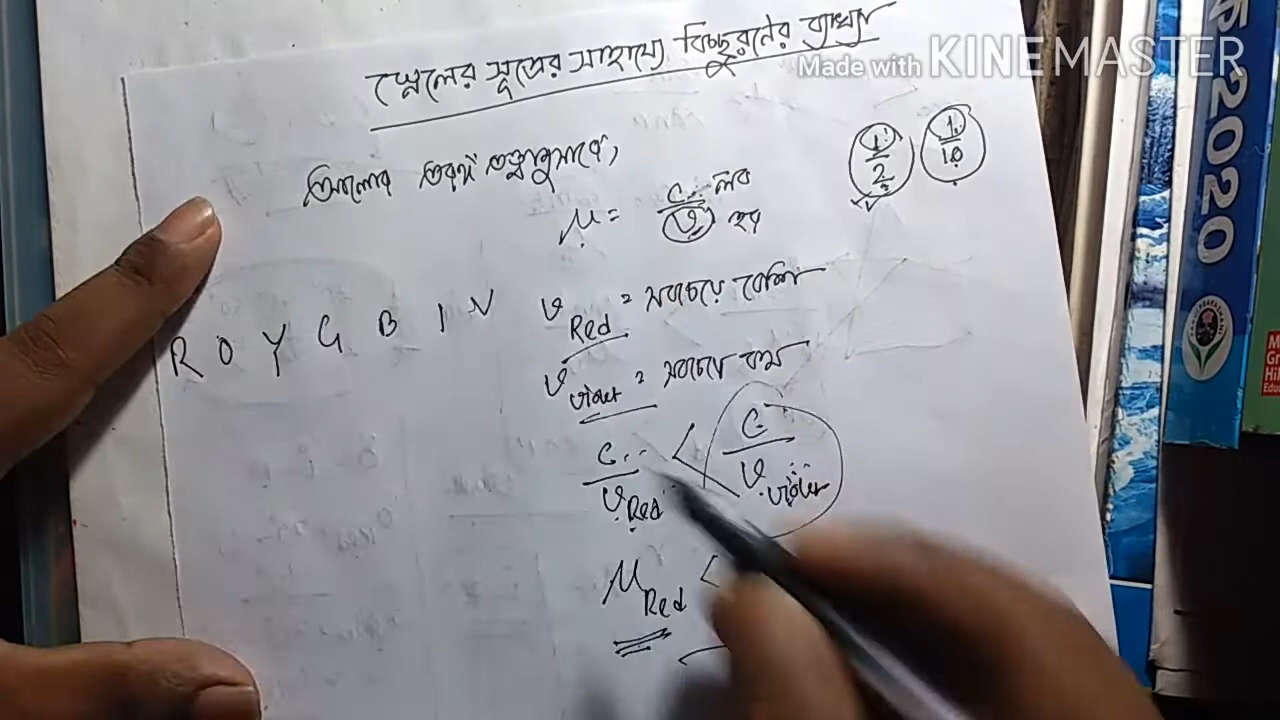 স্নেলের সূত্রের সাহায্যে বিচ্ছুরনের ব্যাখ্যা
Made with KINEMASTER
আলোর তরঙ্গ তত্ত্বানুসারে,
μ = c/v লব হর
1/2 1/10
R O Y G B I V
v Red = সবচেয়ে বেশি
v violet = সবচেয়ে কম
c/v Red < c/v violet
μ Red <
2020